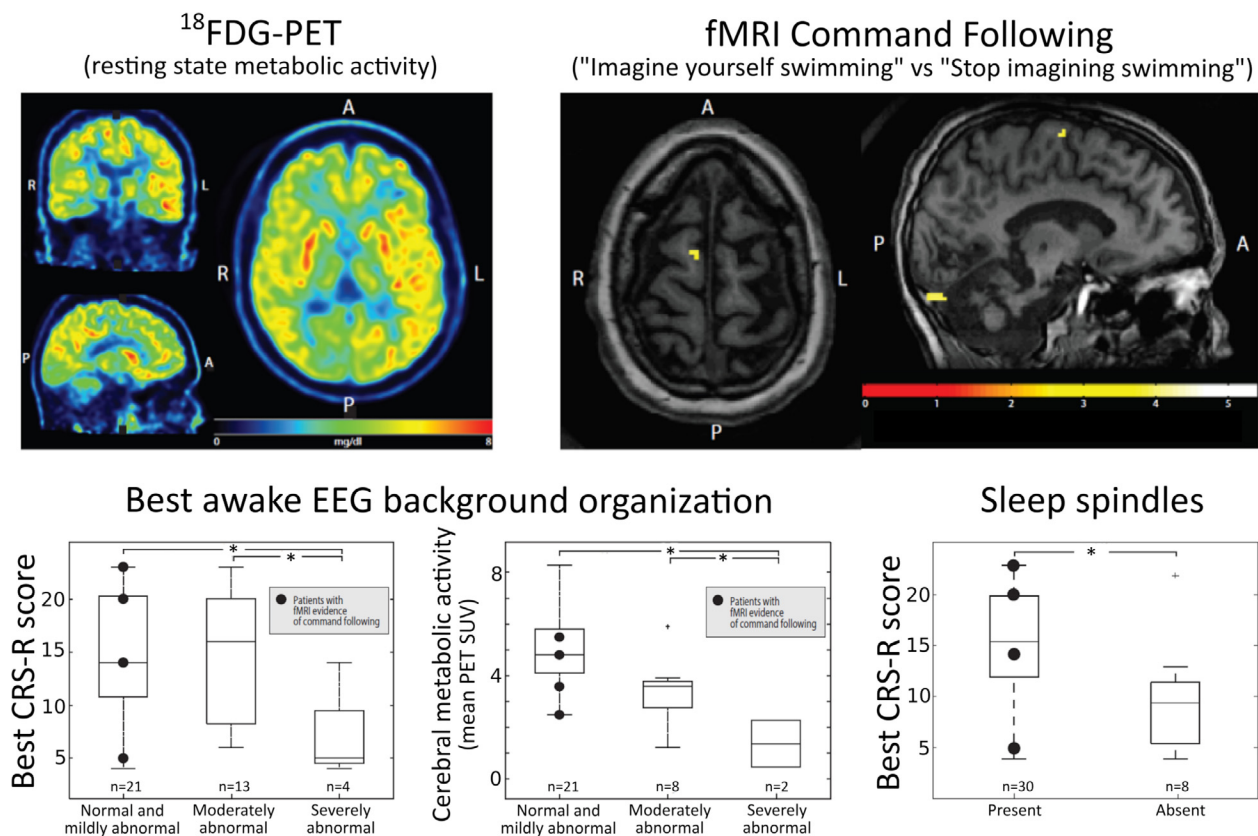 ¹⁸FDG-PET
(resting state metabolic activity)
A
R
L
P
A
R
L
P
0
mg/dl
8
fMRI Command Following
("Imagine yourself swimming" vs "Stop imagining swimming")
A
R
L
P
P
A
0 1 2 3 4 5
Best awake EEG background organization
Best CRS-R score
20
15
10
5
*
*
Patients with
fMRI evidence
of command following
n=21
n=13
n=4
Normal and
mildly abnormal
Moderately
abnormal
Severely
abnormal
Cerebral metabolic activity
(mean PET SUV)
8
4
0
*
*
Patients with
fMRI evidence
of command following
n=21
n=8
n=2
Normal and
mildly abnormal
Moderately
abnormal
Severely
abnormal
Sleep spindles
Best CRS-R score
20
15
10
5
*
n=30
n=8
Present
Absent